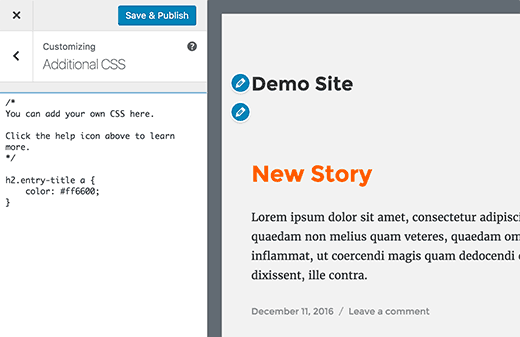 Save & Publish
Customizing
Additional CSS
/*
You can add your own CSS here.
Click the help icon above to learn
more.
*/
h2.entry-title a {
color: #ff6600;
}
Demo Site
New Story
Lorem ipsum dolor sit amet, consectetur adipisci
quaedam non melius quam veteres, quaedam om
inflammat, ut coercendi magis quam dedocendi
dixissent, ille contra.
December 11, 2016 / Leave a comment